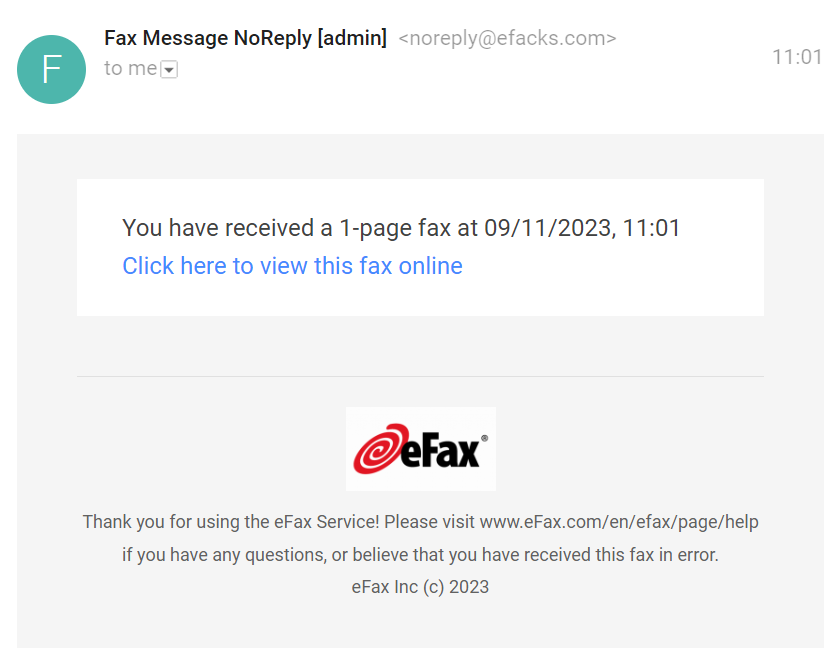 Fax Message NoReply [admin] <noreply@efacks.com>
11:01
F
to me
You have received a 1-page fax at 09/11/2023, 11:01
Click here to view this fax online
eFax®
Thank you for using the eFax Service! Please visit www.eFax.com/en/efax/page/help
if you have any questions, or believe that you have received this fax in error.
eFax Inc (c) 2023